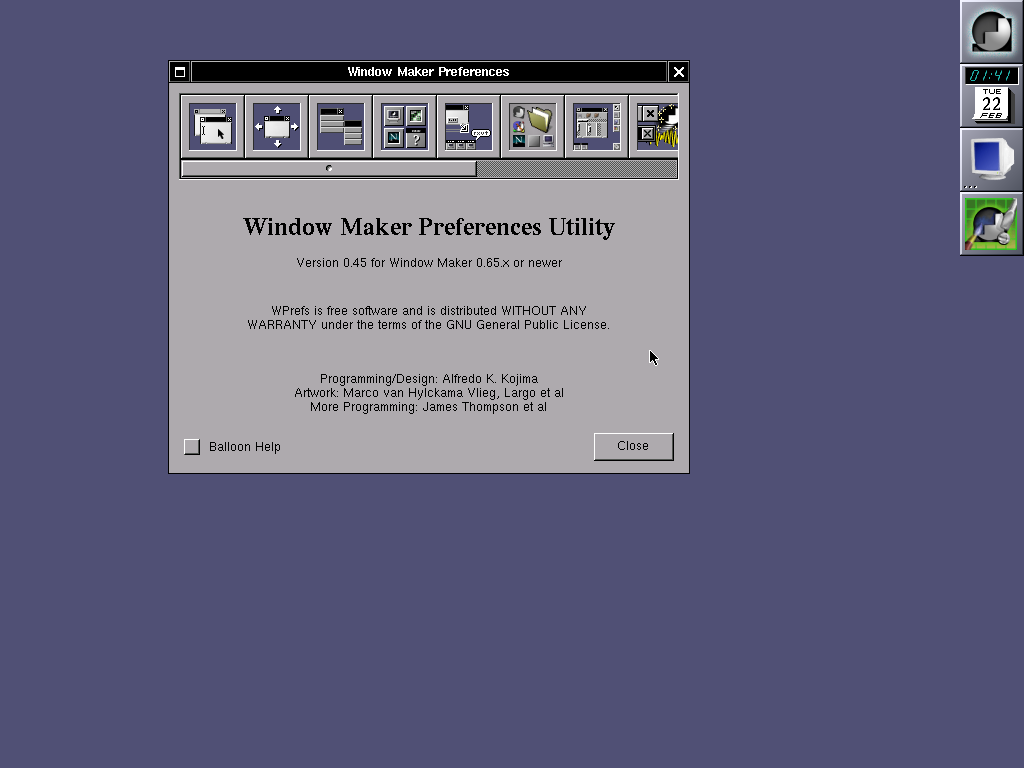 Window Maker Preferences
01:41
TUE
22
FEB
rxvt
N
?
N
Window Maker Preferences Utility
Version 0.45 for Window Maker 0.65.x or newer
WPrefs is free software and is distributed WITHOUT ANY
WARRANTY under the terms of the GNU General Public License.
Programming/Design: Alfredo K. Kojima
Artwork: Marco van Hylckama Vlieg, Largo et al
More Programming: James Thompson et al
Balloon Help
Close